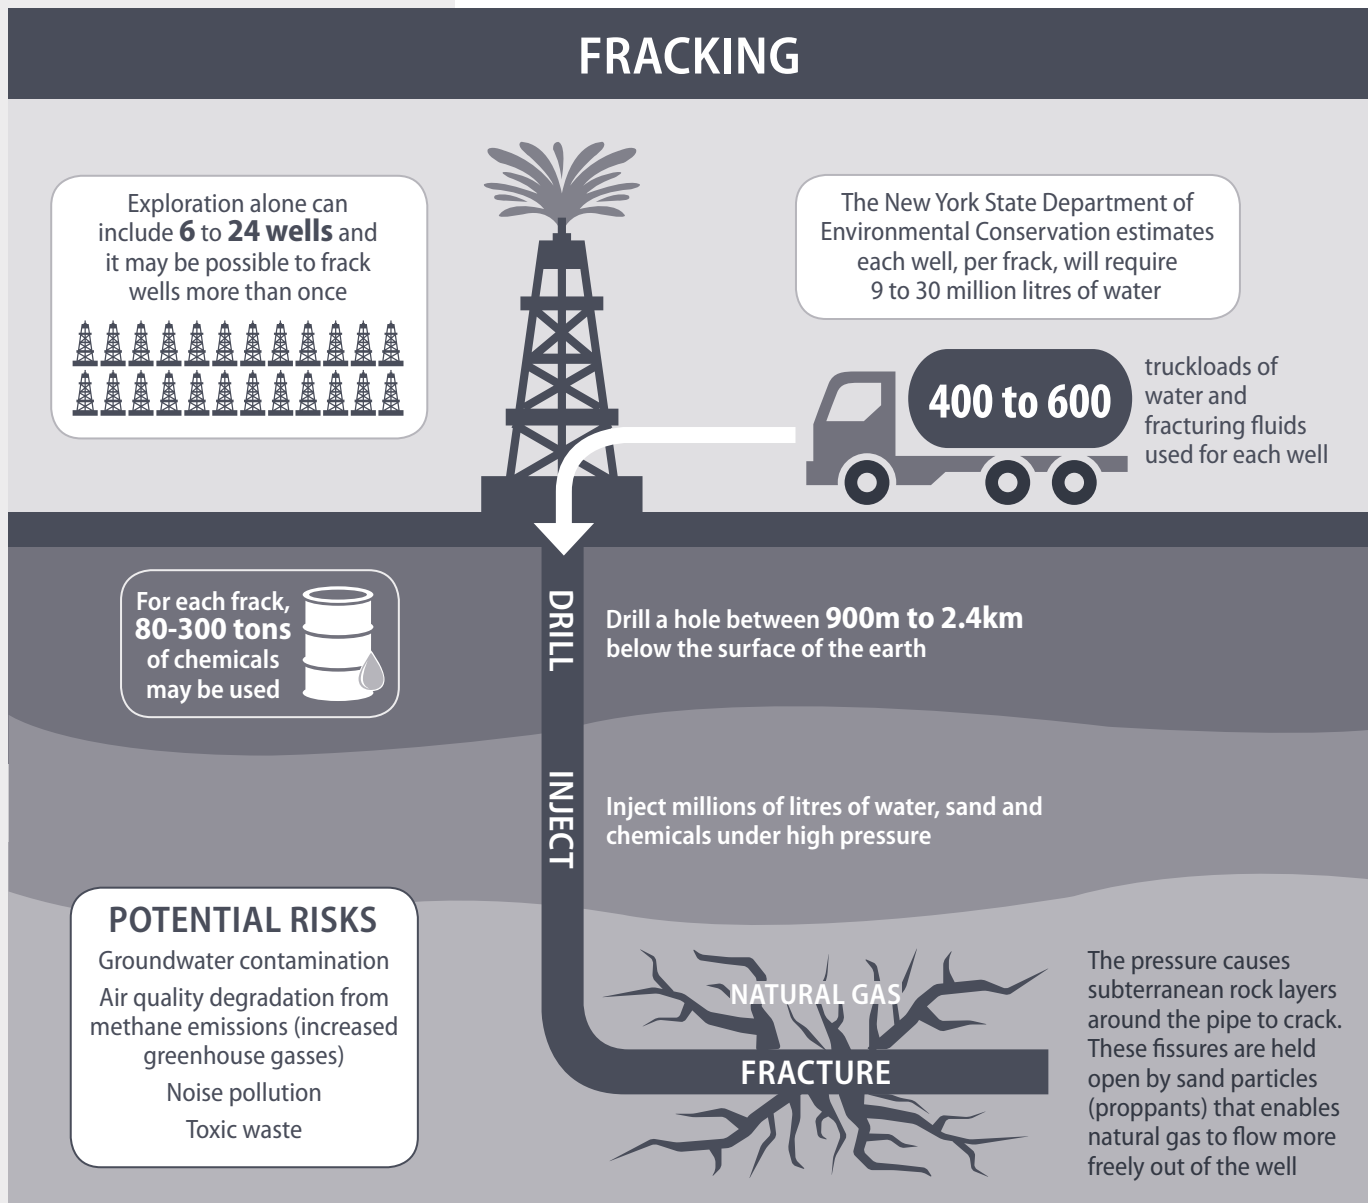 FRACKING
Exploration alone can
include 6 to 24 wells and
it may be possible to frack
wells more than once
The New York State Department of
Environmental Conservation estimates
each well, per frack, will require
9 to 30 million litres of water
400 to 600
truckloads of
water and
fracturing fluids
used for each well
For each frack,
80-300 tons
of chemicals
may be used
DRILL
Drill a hole between 900m to 2.4km
below the surface of the earth
INJECT
Inject millions of litres of water, sand and
chemicals under high pressure
POTENTIAL RISKS
Groundwater contamination
Air quality degradation from
methane emissions (increased
greenhouse gasses)
Noise pollution
Toxic waste
NATURAL GAS
FRACTURE
The pressure causes
subterranean rock layers
around the pipe to crack.
These fissures are held
open by sand particles
(proppants) that enables
natural gas to flow more
freely out of the well